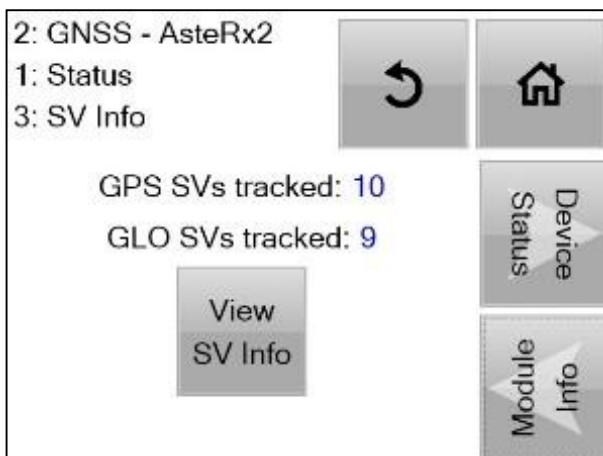 2: GNSS - AsteRx2
1: Status
3: SV Info
GPS SVs tracked: 10
GLO SVs tracked: 9
View
SV Info
Device
Status
Module
Info